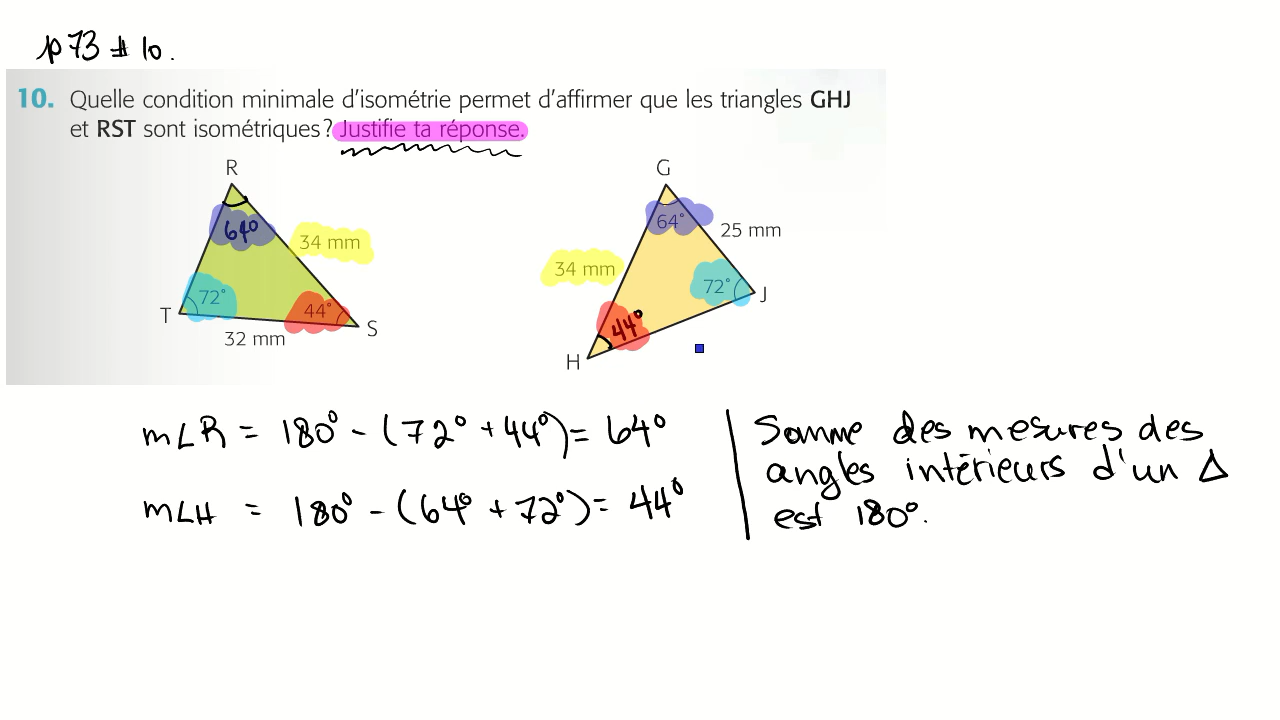 p73 # 10.
10. Quelle condition minimale d'isométrie permet d'affirmer que les triangles GHJ
et RST sont isométriques? Justifie ta réponse.
R
64°
34 mm
72°
44°
T
S
32 mm
G
64°
25 mm
34 mm
72°
J
44°
H
m∠R = 180° - (72° + 44°) = 64°
m∠H = 180° - (64° + 72°) = 44°
Somme des mesures des
angles intérieurs d'un Δ
est 180°.